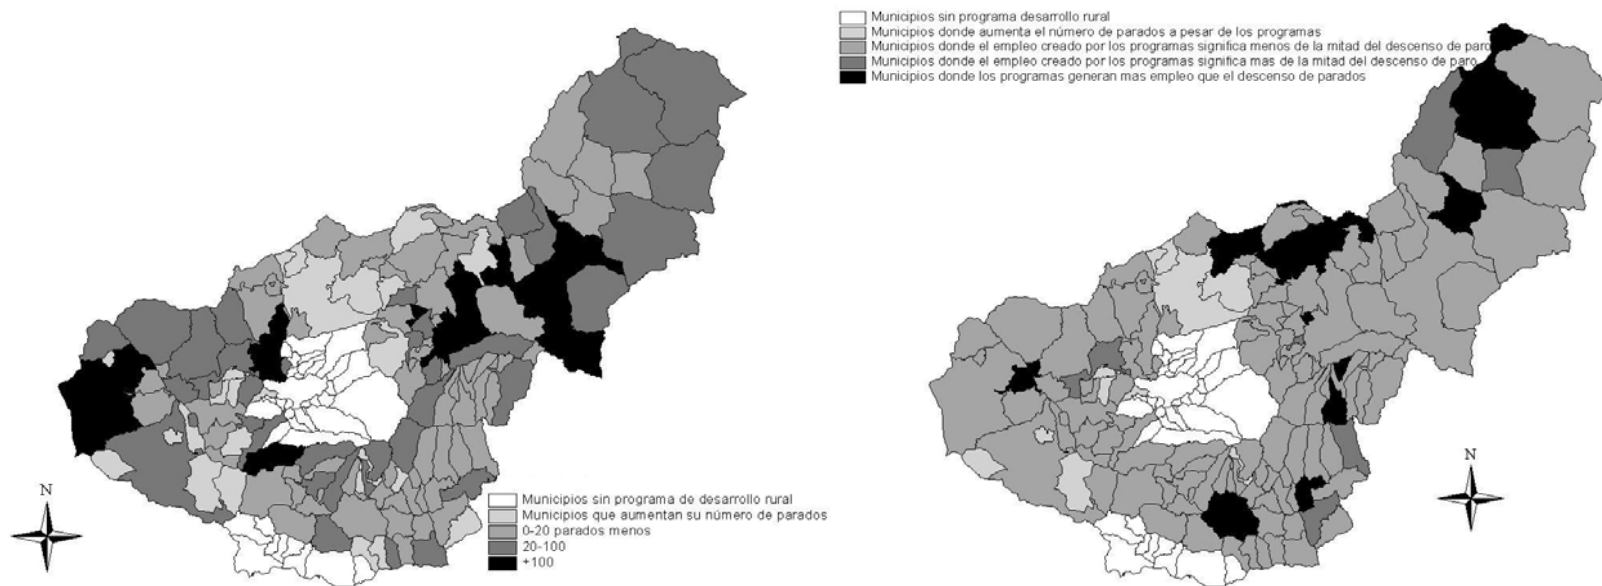 Municipios sin programa desarrollo rural
Municipios donde aumenta el número de parados a pesar de los programas
Municipios donde el empleo creado por los programas significa menos de la mitad del descenso de paro
Municipios donde el empleo creado por los programas significa mas de la mitad del descenso de paro
Municipios donde los programas generan mas empleo que el descenso de parados
N
Municipios sin programa de desarrollo rural
Municipios que aumentan su número de parados
0-20 parados menos
20-100
+100
N